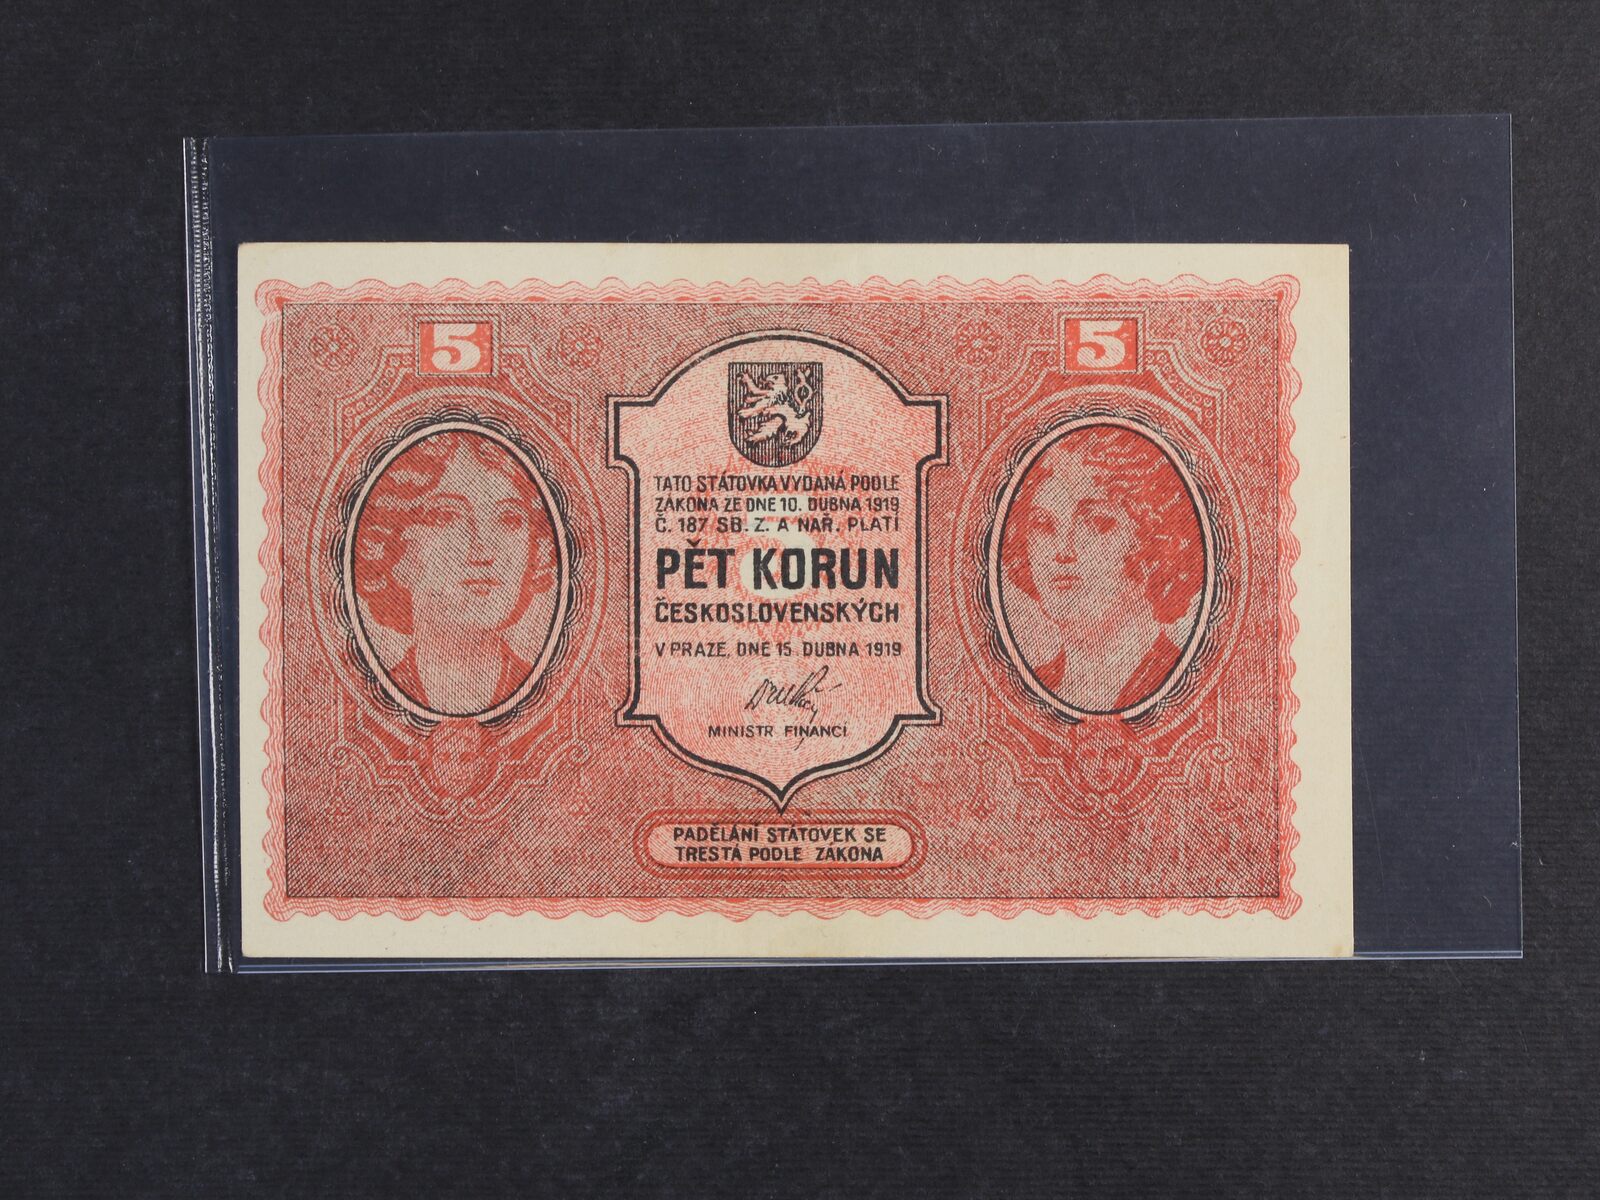 5
5
TATO STÁTOVKA VYDANÁ PODLE
ZÁKONA ZE DNE 10. DUBNA 1919
Č. 187 SB. Z. A NAŘ. PLATÍ
5
PĚT KORUN
ČESKOSLOVENSKÝCH
V PRAZE, DNE 15. DUBNA 1919
MINISTR FINANCÍ
PADĚLÁNÍ STÁTOVEK SE
TRESTÁ PODLE ZÁKONA